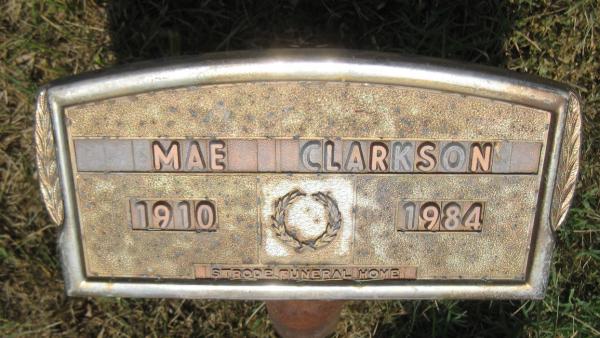 MAE CLARKSON
1910 1984
STRODE FUNERAL HOME